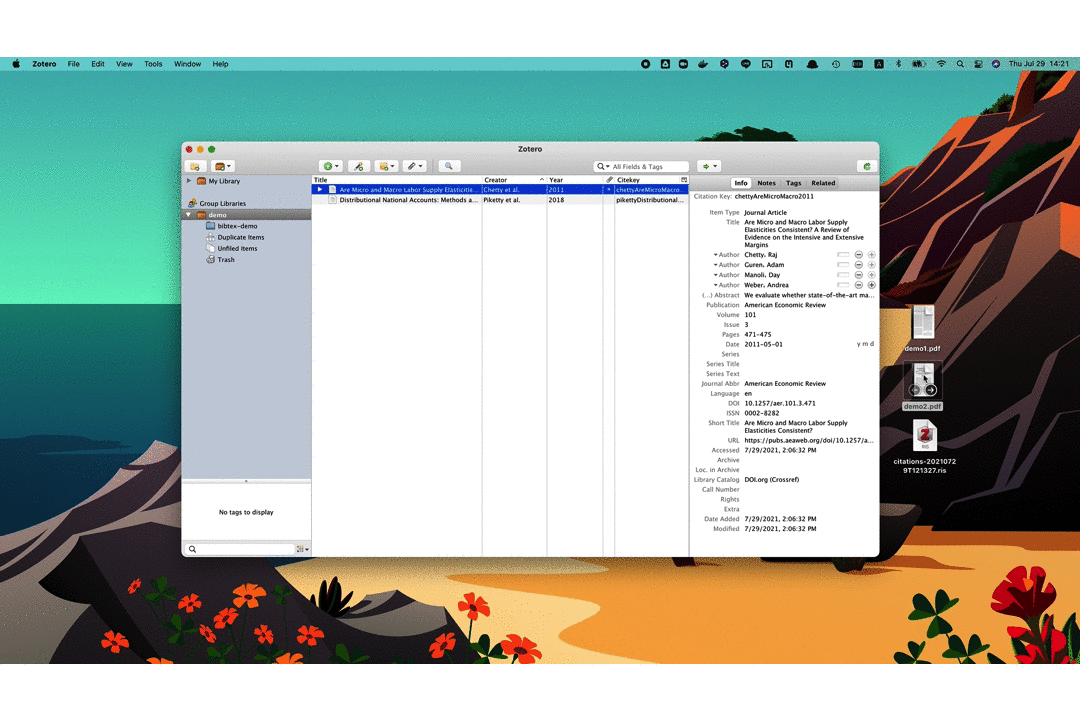 Zotero File Edit View Tools Window Help Thu Jul 29 14:21
Zotero
All Fields & Tags
My Library
Group Libraries
demo
bibtex-demo
Duplicate Items
Unfiled Items
Trash
No tags to display
Title Creator Year Citekey
Are Micro and Macro Labor Supply Elasticitie... Chetty et al. 2011 chettyAreMicroMacro...
Distributional National Accounts: Methods a... Piketty et al. 2018 pikettyDistributional...
Info Notes Tags Related
Citation Key: chettyAreMicroMacro2011
Item Type Journal Article
Title Are Micro and Macro Labor Supply
Elasticities Consistent? A Review of
Evidence on the Intensive and Extensive
Margins
Author Chetty, Raj
Author Guren, Adam
Author Manoli, Day
Author Weber, Andrea
(...) Abstract We evaluate whether state-of-the-art ma...
Publication American Economic Review
Volume 101
Issue 3
Pages 471-475
Date 2011-05-01 y m d
Series
Series Title
Series Text
Journal Abbr American Economic Review
Language en
DOI 10.1257/aer.101.3.471
ISSN 0002-8282
Short Title Are Micro and Macro Labor Supply
Elasticities Consistent?
URL https://pubs.aeaweb.org/doi/10.1257/a...
Accessed 7/29/2021, 2:06:32 PM
Archive
Loc. in Archive
Library Catalog DOI.org (Crossref)
Call Number
Rights
Extra
Date Added 7/29/2021, 2:06:32 PM
Modified 7/29/2021, 2:06:32 PM
demo1.pdf
demo2.pdf
Z
RIS
citations-2021072
9T121327.ris